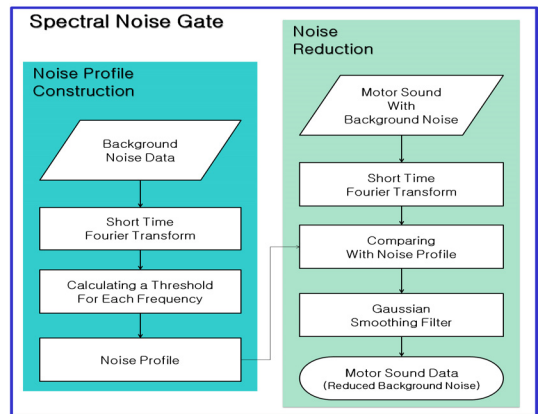 Spectral Noise Gate
Noise Profile
Construction
Background
Noise Data
Short Time
Fourier Transform
Calculating a Threshold
For Each Frequency
Noise Profile
Noise
Reduction
Motor Sound
With
Background Noise
Short Time
Fourier Transform
Comparing
With Noise Profile
Gaussian
Smoothing Filter
Motor Sound Data
(Reduced Background Noise)